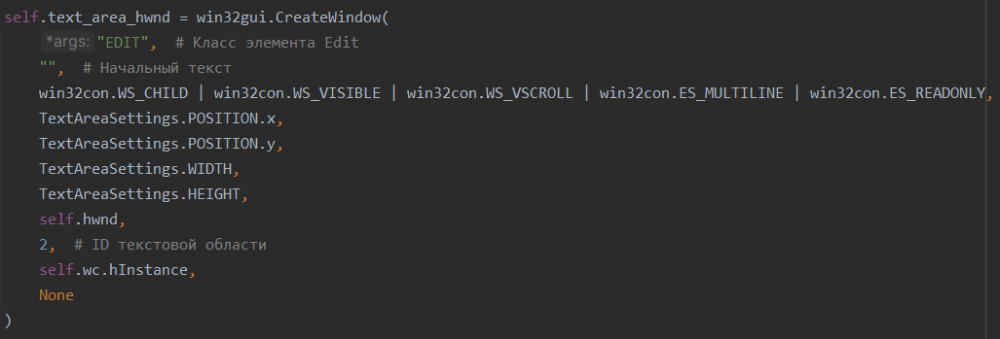 self.text_area_hwnd = win32gui.CreateWindow(
*args: "EDIT",  # Класс элемента Edit
"",  # Начальный текст
win32con.WS_CHILD | win32con.WS_VISIBLE | win32con.WS_VSCROLL | win32con.ES_MULTILINE | win32con.ES_READONLY,
TextAreaSettings.POSITION.x,
TextAreaSettings.POSITION.y,
TextAreaSettings.WIDTH,
TextAreaSettings.HEIGHT,
self.hwnd,
2,  # ID текстовой области
self.wc.hInstance,
None
)